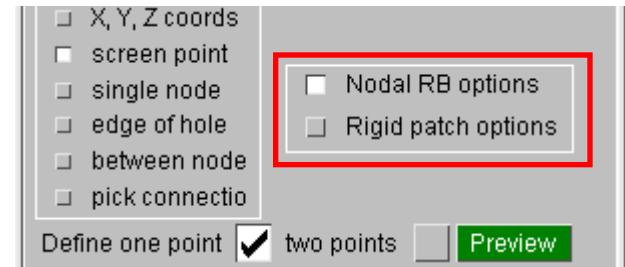 X, Y, Z coords
screen point
single node
edge of hole
between node
pick connectio
Nodal RB options
Rigid patch options
Define one point two points Preview